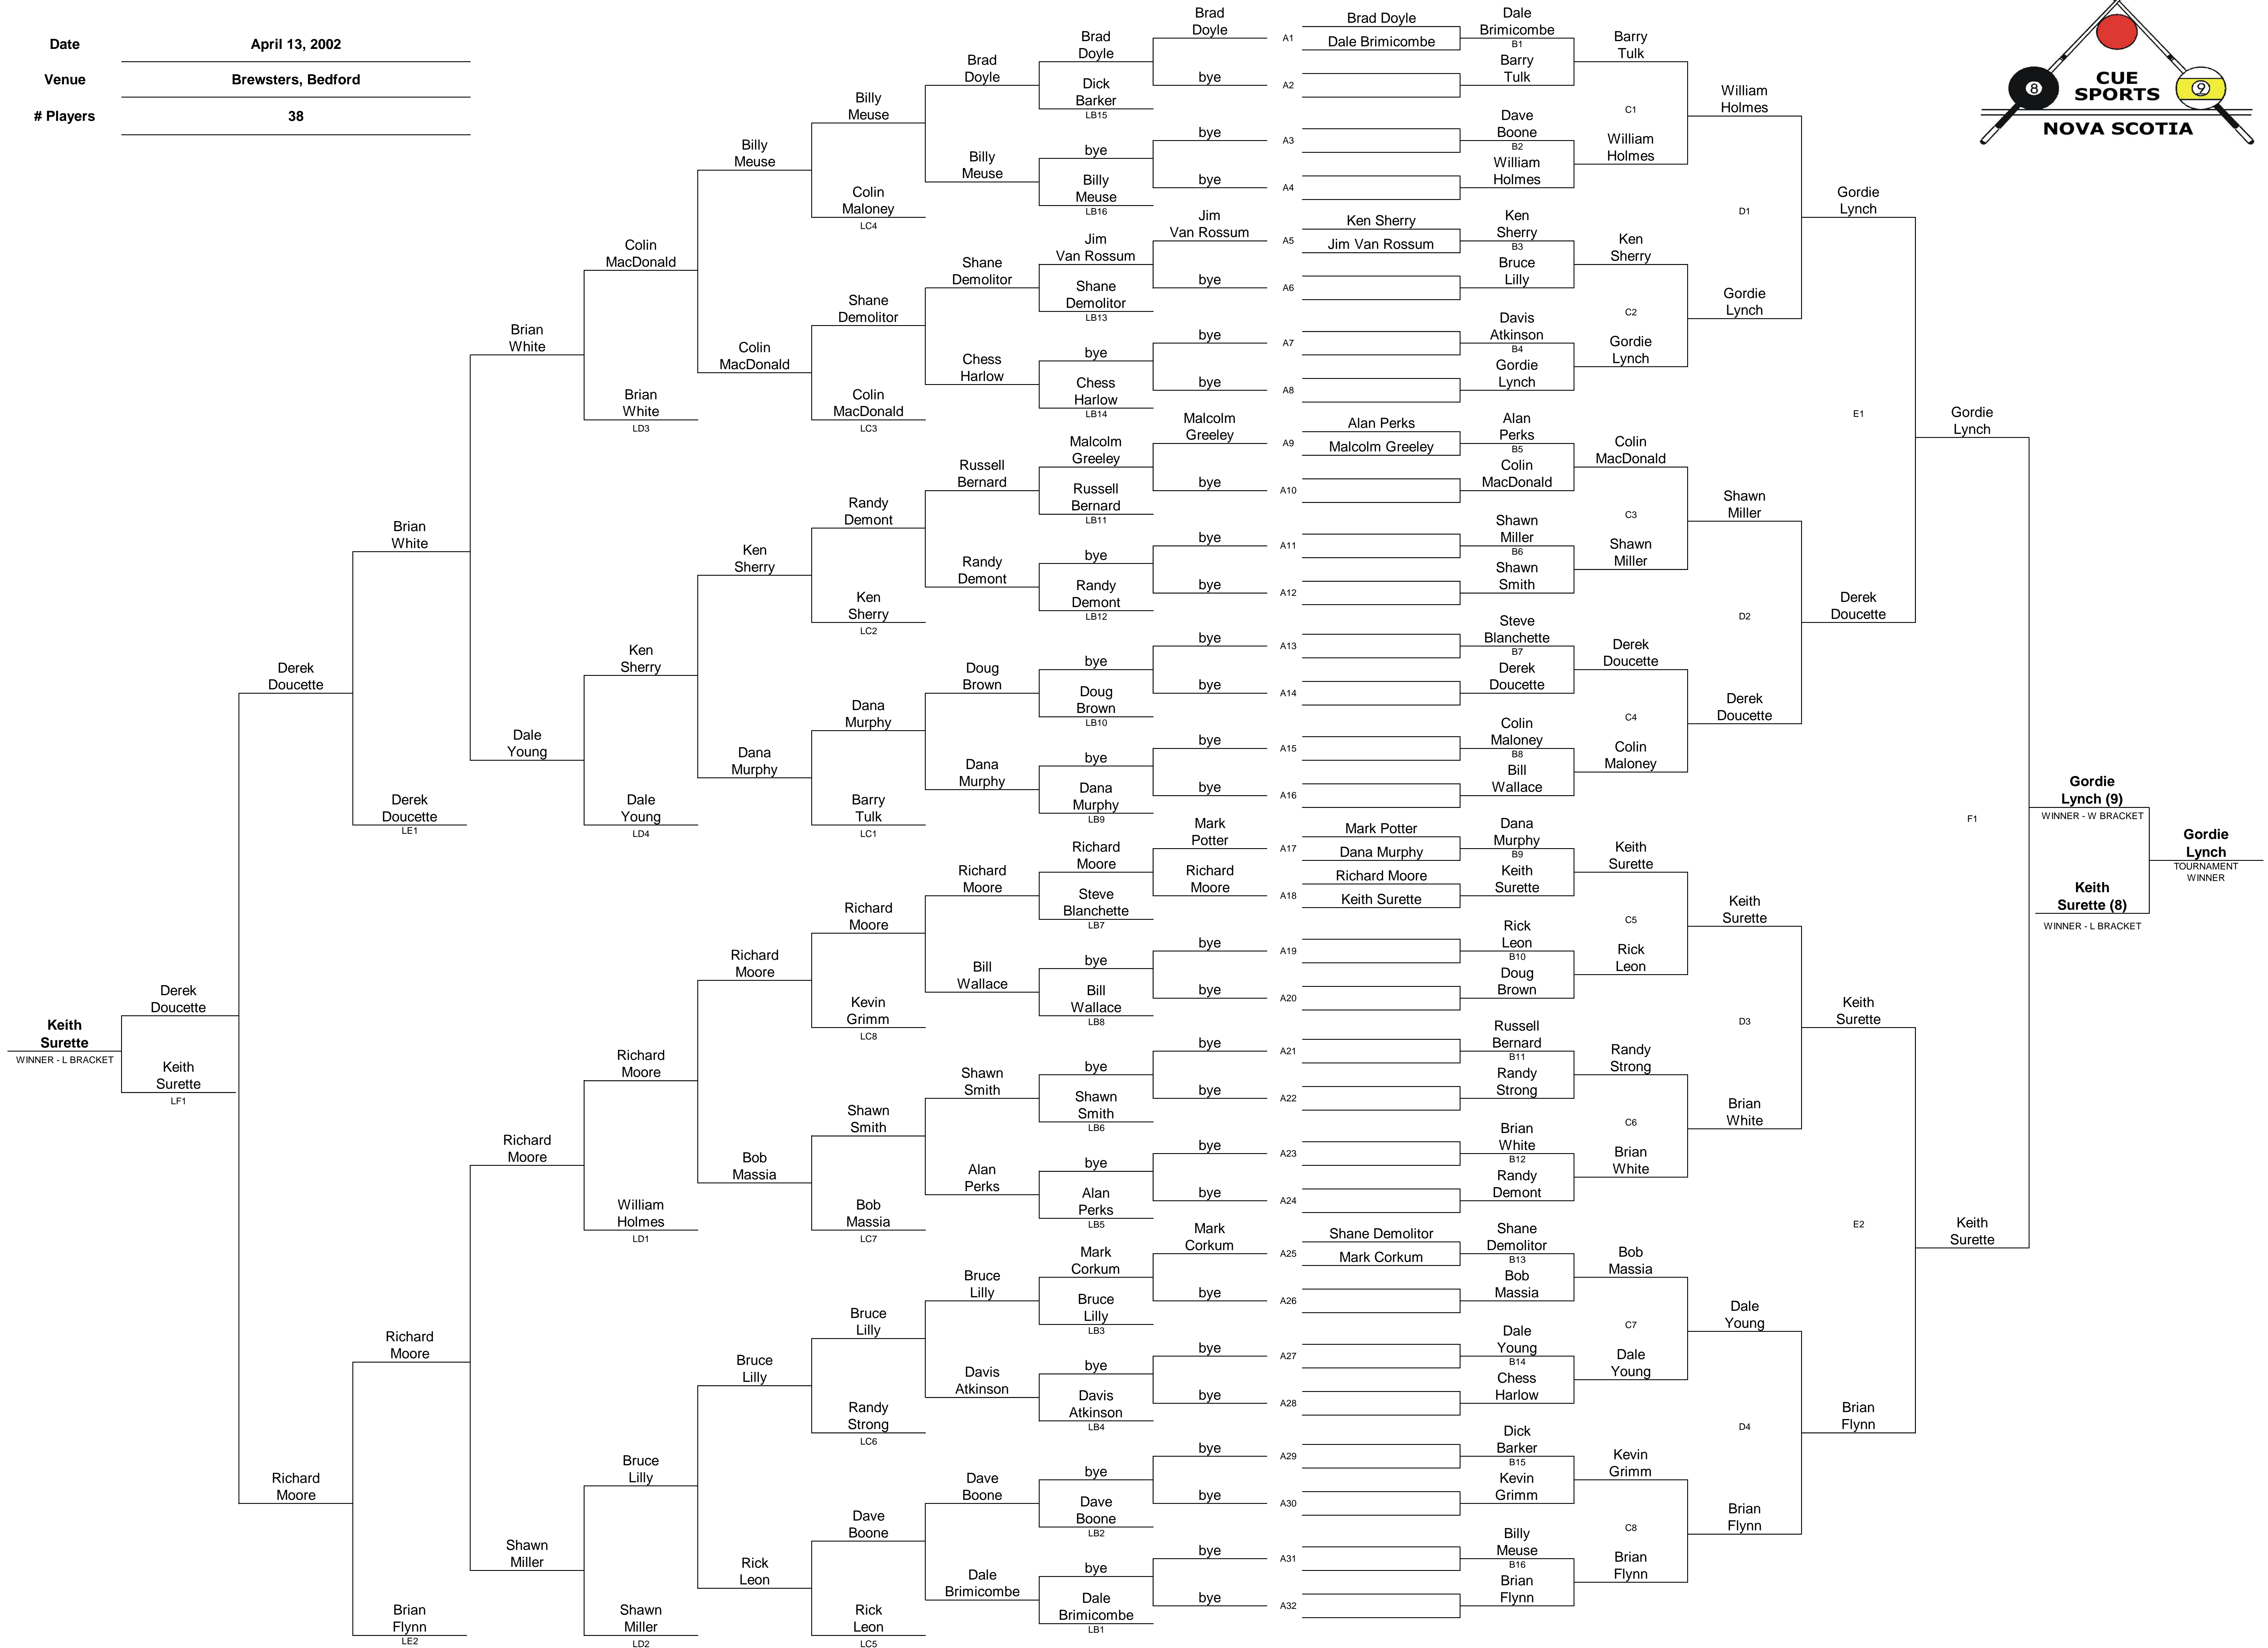 Date
April 13, 2002
Venue
Brewsters, Bedford
# Players
38
8
9
CUE
SPORTS
NOVA SCOTIA
Keith
Surette
WINNER - L BRACKET
Derek
Doucette
Keith
Surette
LF1
Derek
Doucette
Richard
Moore
Brian
White
Derek
Doucette
LE1
Richard
Moore
Brian
Flynn
LE2
Brian
White
Dale
Young
Richard
Moore
Shawn
Miller
Colin
MacDonald
Brian
White
LD3
Ken
Sherry
Dale
Young
LD4
Richard
Moore
William
Holmes
LD1
Bruce
Lilly
Shawn
Miller
LD2
Billy
Meuse
Colin
MacDonald
Ken
Sherry
Dana
Murphy
Richard
Moore
Bob
Massia
Bruce
Lilly
Rick
Leon
Billy
Meuse
Colin
Maloney
LC4
Shane
Demolitor
Colin
MacDonald
LC3
Randy
Demont
Ken
Sherry
LC2
Dana
Murphy
Barry
Tulk
LC1
Richard
Moore
Kevin
Grimm
LC8
Shawn
Smith
Bob
Massia
LC7
Bruce
Lilly
Randy
Strong
LC6
Dave
Boone
Rick
Leon
LC5
Brad
Doyle
Billy
Meuse
Shane
Demolitor
Chess
Harlow
Russell
Bernard
Randy
Demont
Doug
Brown
Dana
Murphy
Richard
Moore
Bill
Wallace
Shawn
Smith
Alan
Perks
Bruce
Lilly
Davis
Atkinson
Dave
Boone
Dale
Brimicombe
Brad
Doyle
Dick
Barker
LB15
bye
Billy
Meuse
LB16
Jim
Van Rossum
Shane
Demolitor
LB13
bye
Chess
Harlow
LB14
Malcolm
Greeley
Russell
Bernard
LB11
bye
Randy
Demont
LB12
bye
Doug
Brown
LB10
bye
Dana
Murphy
LB9
Richard
Moore
Steve
Blanchette
LB7
bye
Bill
Wallace
LB8
bye
Shawn
Smith
LB6
bye
Alan
Perks
LB5
Mark
Corkum
Bruce
Lilly
LB3
bye
Davis
Atkinson
LB4
bye
Dave
Boone
LB2
bye
Dale
Brimicombe
LB1
Brad
Doyle
bye
bye
bye
Jim
Van Rossum
bye
bye
bye
Malcolm
Greeley
bye
bye
bye
bye
bye
bye
bye
Mark
Potter
Richard
Moore
bye
bye
bye
bye
bye
bye
Mark
Corkum
bye
bye
bye
bye
bye
bye
bye
A1
A2
A3
A4
A5
A6
A7
A8
A9
A10
A11
A12
A13
A14
A15
A16
A17
A18
A19
A20
A21
A22
A23
A24
A25
A26
A27
A28
A29
A30
A31
A32
Brad Doyle
Dale Brimicombe
Ken Sherry
Jim Van Rossum
Alan Perks
Malcolm Greeley
Mark Potter
Dana Murphy
Richard Moore
Keith Surette
Shane Demolitor
Mark Corkum
Dale
Brimicombe
B1
Barry
Tulk
Dave
Boone
B2
William
Holmes
Ken
Sherry
B3
Bruce
Lilly
Davis
Atkinson
B4
Gordie
Lynch
Alan
Perks
B5
Colin
MacDonald
Shawn
Miller
B6
Shawn
Smith
Steve
Blanchette
B7
Derek
Doucette
Colin
Maloney
B8
Bill
Wallace
Dana
Murphy
B9
Keith
Surette
Rick
Leon
B10
Doug
Brown
Russell
Bernard
B11
Randy
Strong
Brian
White
B12
Randy
Demont
Shane
Demolitor
B13
Bob
Massia
Dale
Young
B14
Chess
Harlow
Dick
Barker
B15
Kevin
Grimm
Billy
Meuse
B16
Brian
Flynn
Barry
Tulk
C1
William
Holmes
Ken
Sherry
C2
Gordie
Lynch
Colin
MacDonald
C3
Shawn
Miller
Derek
Doucette
C4
Colin
Maloney
Keith
Surette
C5
Rick
Leon
Randy
Strong
C6
Brian
White
Bob
Massia
C7
Dale
Young
Kevin
Grimm
C8
Brian
Flynn
William
Holmes
D1
Gordie
Lynch
Shawn
Miller
D2
Derek
Doucette
Keith
Surette
D3
Brian
White
Dale
Young
D4
Brian
Flynn
Gordie
Lynch
E1
Derek
Doucette
Keith
Surette
E2
Brian
Flynn
Gordie
Lynch
F1
Keith
Surette
Gordie
Lynch (9)
WINNER - W BRACKET
Keith
Surette (8)
WINNER - L BRACKET
Gordie
Lynch
TOURNAMENT
WINNER